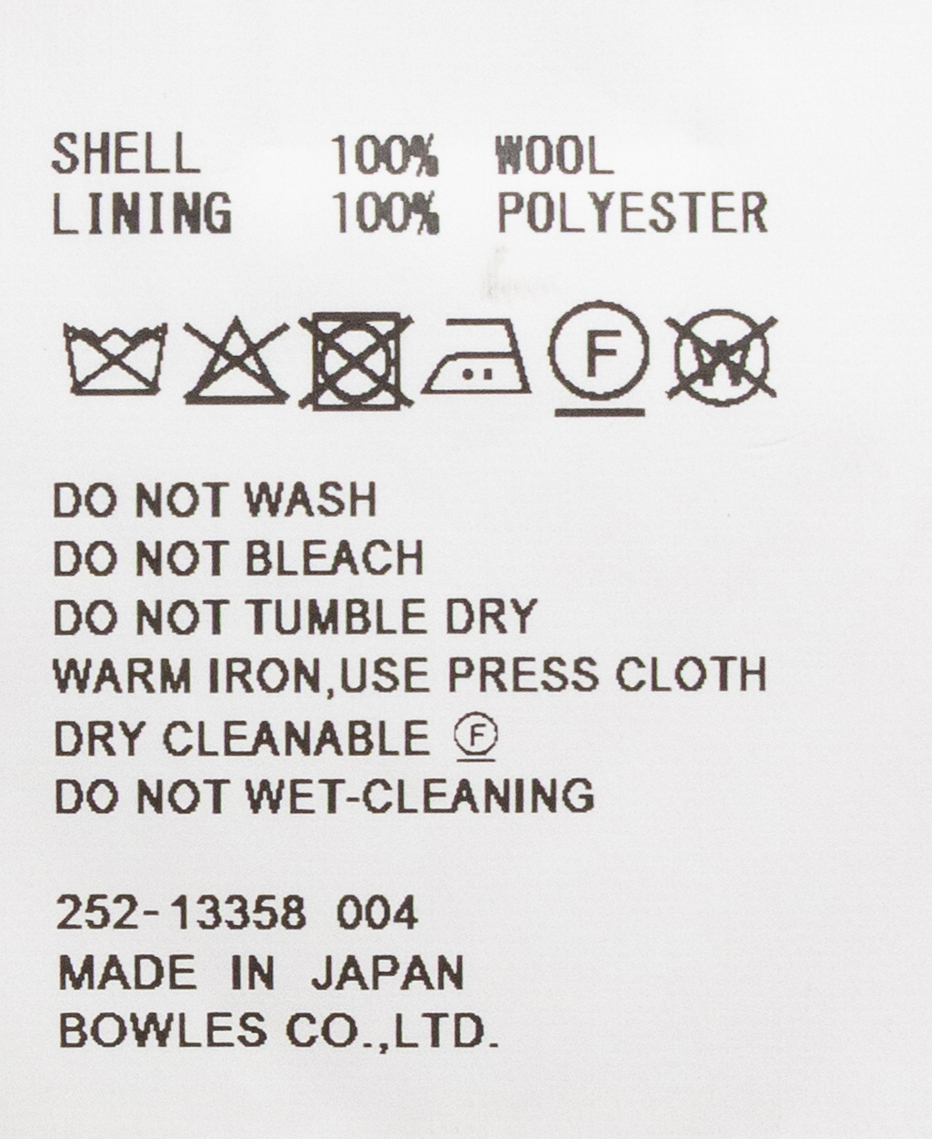 SHELL 100% WOOL
LINING 100% POLYESTER
F W
DO NOT WASH
DO NOT BLEACH
DO NOT TUMBLE DRY
WARM IRON,USE PRESS CLOTH
DRY CLEANABLE F
DO NOT WET-CLEANING
252-13358 004
MADE IN JAPAN
BOWLES CO.,LTD.